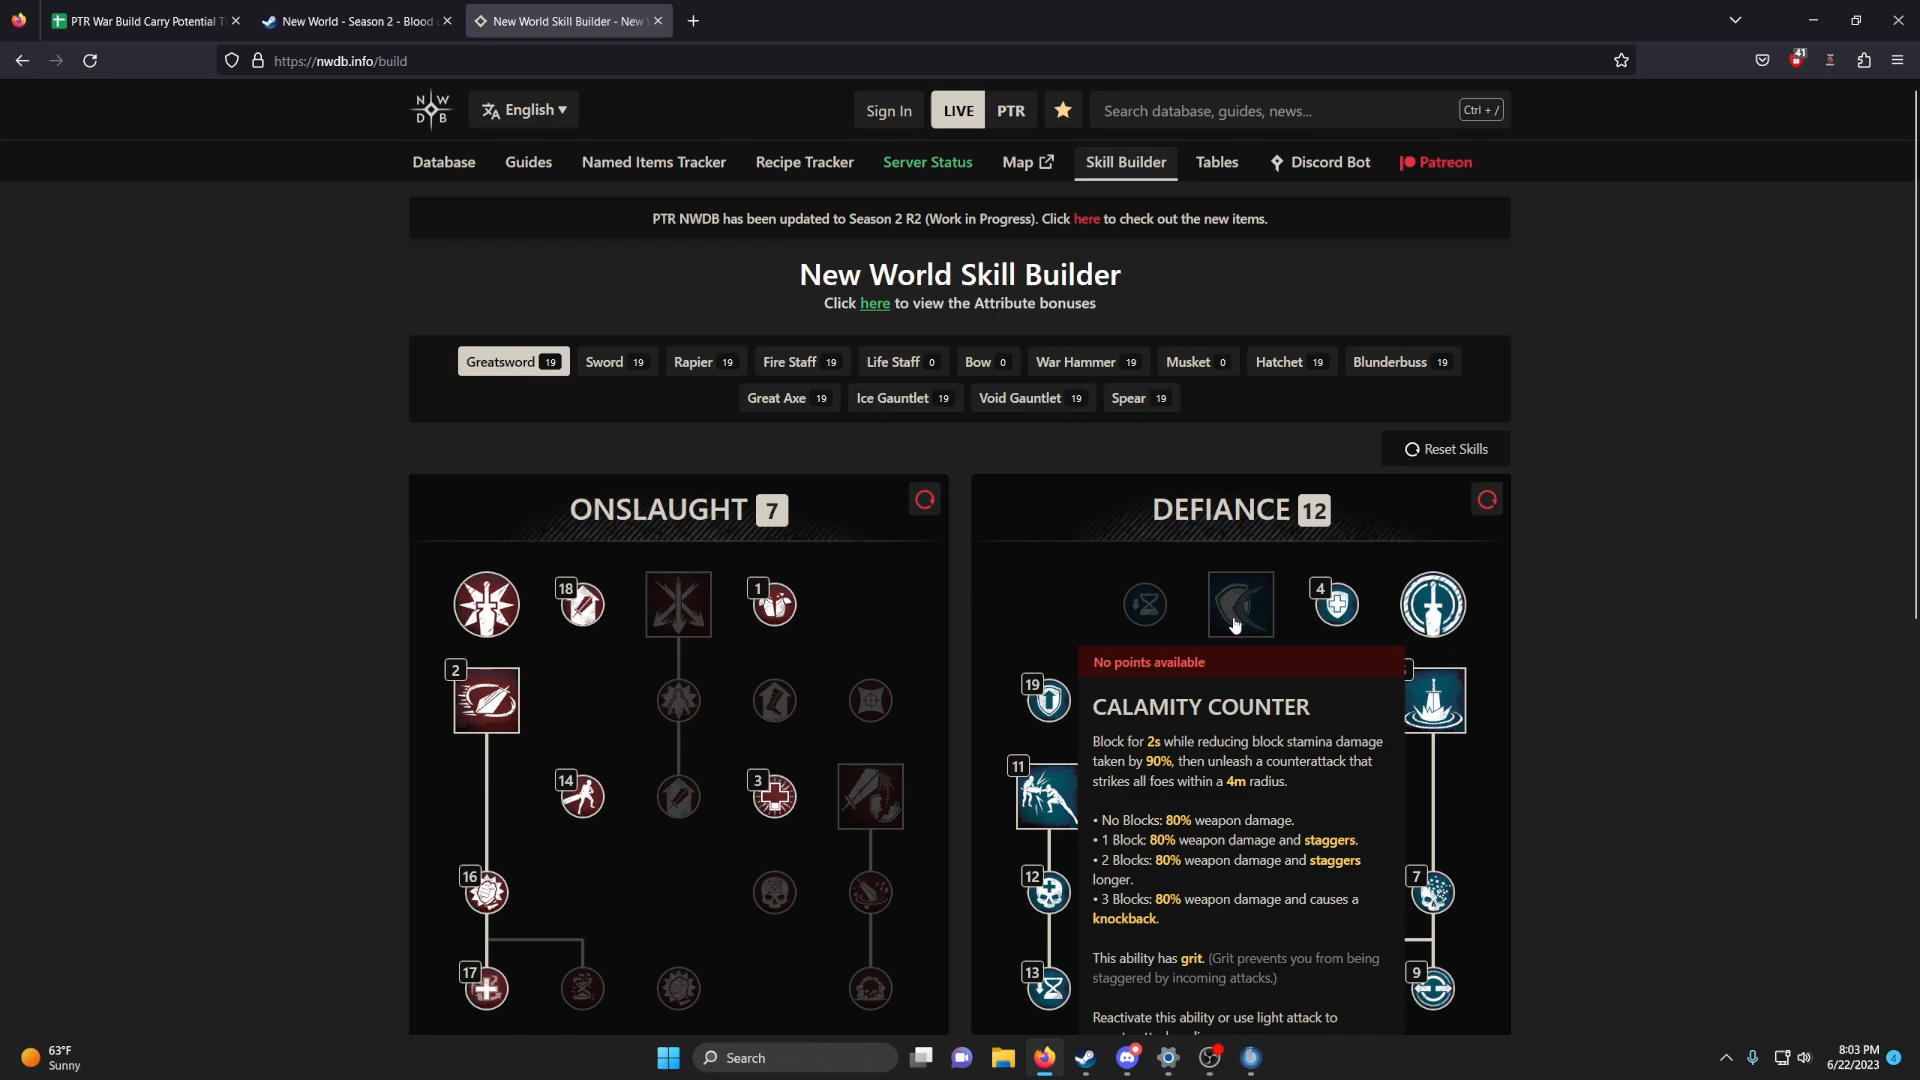 PTR War Build Carry Potential T
New World - Season 2 - Blood
New World Skill Builder - New
https://nwdb.info/build
41
N W
D B
English
Sign In
LIVE
PTR
Search database, guides, news...
Ctrl + /
Database
Guides
Named Items Tracker
Recipe Tracker
Server Status
Map
Skill Builder
Tables
Discord Bot
Patreon
PTR NWDB has been updated to Season 2 R2 (Work in Progress). Click here to check out the new items.
New World Skill Builder
Click here to view the Attribute bonuses
Greatsword 19
Sword 19
Rapier 19
Fire Staff 19
Life Staff 0
Bow 0
War Hammer 19
Musket 0
Hatchet 19
Blunderbuss 19
Great Axe 19
Ice Gauntlet 19
Void Gauntlet 19
Spear 19
Reset Skills
ONSLAUGHT 7
DEFIANCE 12
18
1
4
2
19
14
3
11
16
12
7
17
13
9
No points available
CALAMITY COUNTER
Block for 2s while reducing block stamina damage
taken by 90%, then unleash a counterattack that
strikes all foes within a 4m radius.
• No Blocks: 80% weapon damage.
• 1 Block: 80% weapon damage and staggers.
• 2 Blocks: 80% weapon damage and staggers
longer.
• 3 Blocks: 80% weapon damage and causes a
knockback.
This ability has grit. (Grit prevents you from being
staggered by incoming attacks.)
Reactivate this ability or use light attack to
63°F
Sunny
Search
8:03 PM
6/22/2023
4